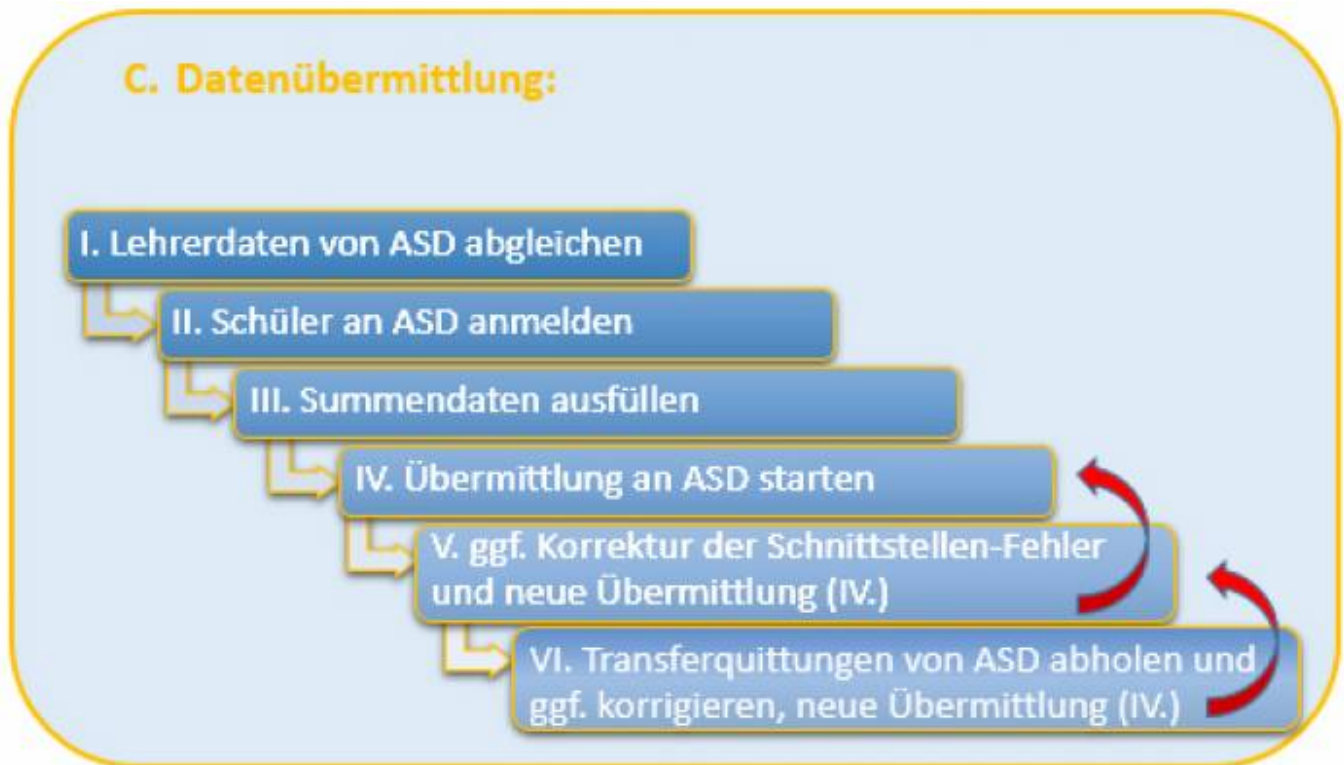 C. Datenübermittlung:
I. Lehrerdaten von ASD abgleichen
II. Schüler an ASD anmelden
III. Summendaten ausfüllen
IV. Übermittlung an ASD starten
V. ggf. Korrektur der Schnittstellen-Fehler
und neue Übermittlung (IV.)
VI. Transferquittungen von ASD abholen und
ggf. korrigieren, neue Übermittlung (IV.)